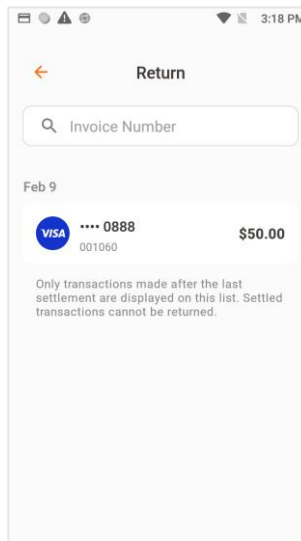 3:18 PM
Return
Invoice Number
Feb 9
VISA •••• 0888
$50.00
001060
Only transactions made after the last
settlement are displayed on this list. Settled
transactions cannot be returned.